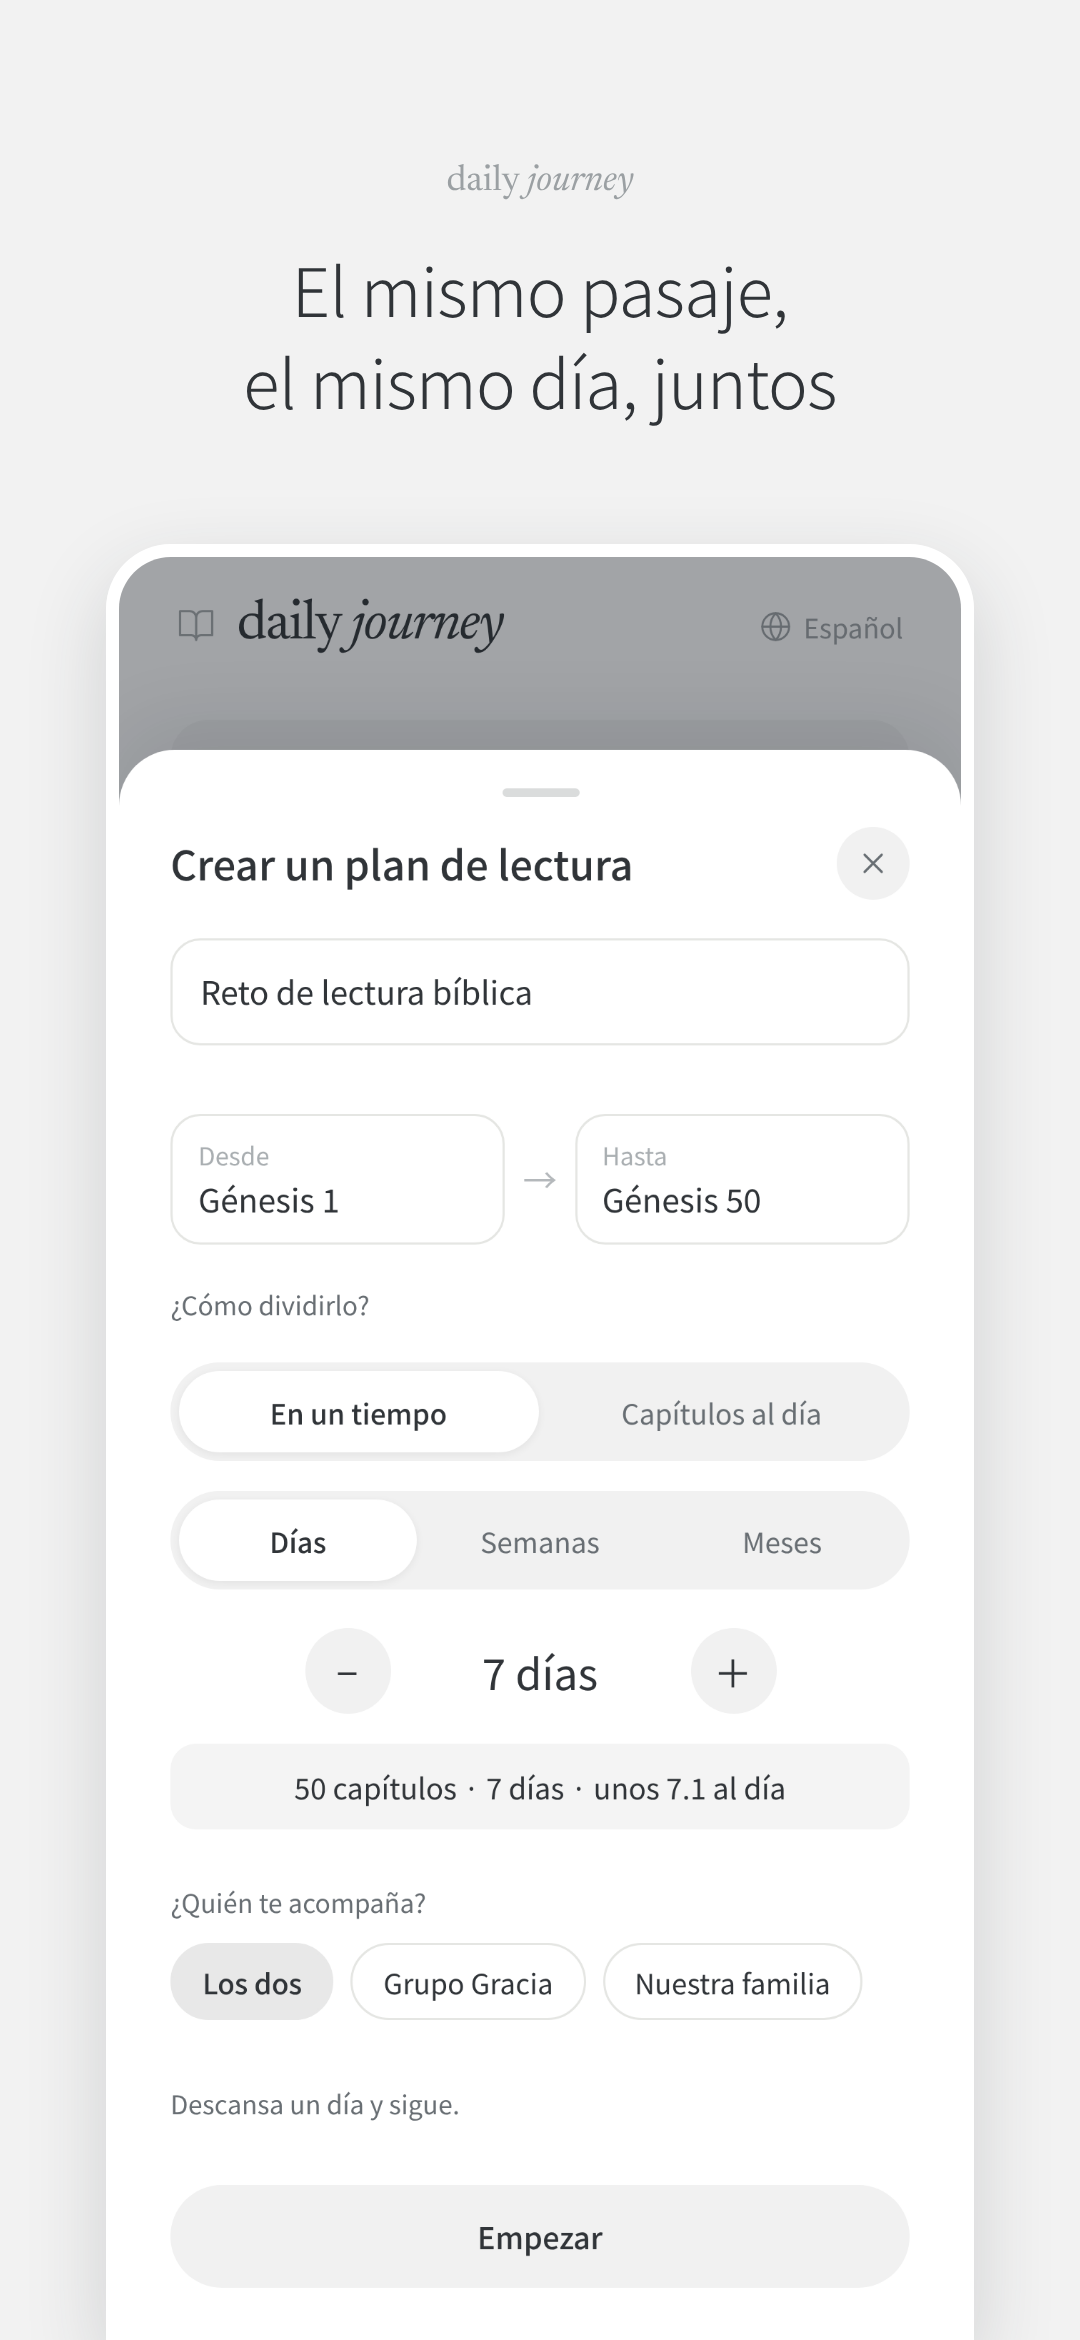 daily journey
El mismo pasaje,
el mismo día, juntos
daily journey
Español
Crear un plan de lectura
Reto de lectura bíblica
Desde
Génesis 1
→
Hasta
Génesis 50
¿Cómo dividirlo?
En un tiempo
Capítulos al día
Días
Semanas
Meses
− 7 días +
50 capítulos · 7 días · unos 7.1 al día
¿Quién te acompaña?
Los dos
Grupo Gracia
Nuestra familia
Descansa un día y sigue.
Empezar